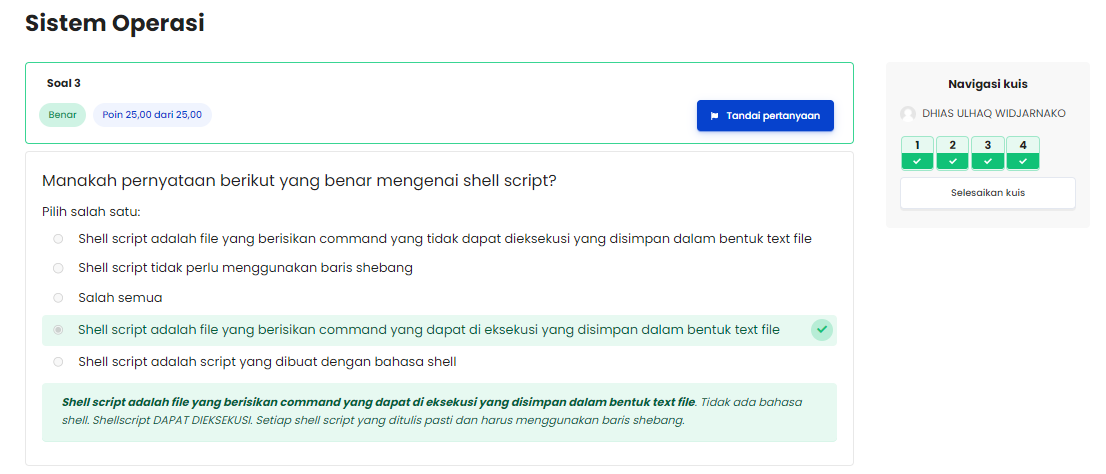 Sistem Operasi
Soal 3
Benar
Poin 25,00 dari 25,00
Tandai pertanyaan
Manakah pernyataan berikut yang benar mengenai shell script?
Pilih salah satu:
Shell script adalah file yang berisikan command yang tidak dapat dieksekusi yang disimpan dalam bentuk text file
Shell script tidak perlu menggunakan baris shebang
Salah semua
Shell script adalah file yang berisikan command yang dapat di eksekusi yang disimpan dalam bentuk text file
Shell script adalah script yang dibuat dengan bahasa shell
Shell script adalah file yang berisikan command yang dapat di eksekusi yang disimpan dalam bentuk text file. Tidak ada bahasa
shell. Shellscript DAPAT DIEKSEKUSI. Setiap shell script yang ditulis pasti dan harus menggunakan baris shebang.
Navigasi kuis
DHIAS ULHAQ WIDJARNAKO
1 2 3 4
Selesaikan kuis